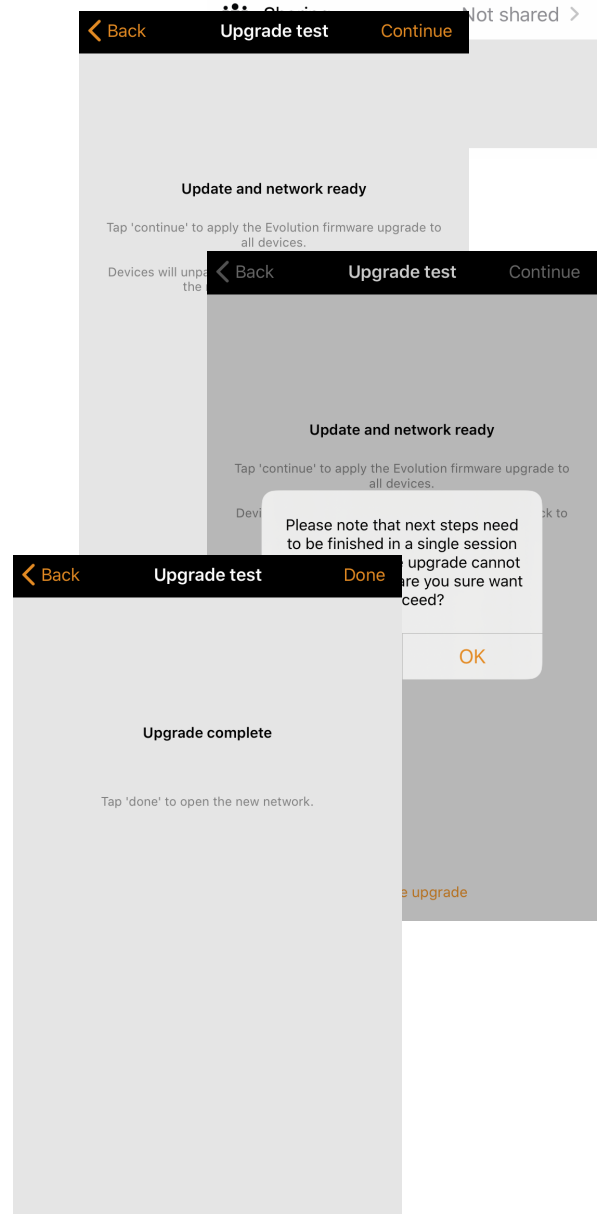 Not shared
Back Upgrade test Continue
Update and network ready
Tap 'continue' to apply the Evolution firmware upgrade to
all devices.
Devices will
the
Back Upgrade test Continue
Update and network ready
Tap 'continue' to apply the Evolution firmware upgrade to
all devices.
to
Please note that next steps need
to be finished in a single session
upgrade cannot
are you sure want
OK
upgrade
Back Upgrade test Done
Upgrade complete
Tap 'done' to open the new network.